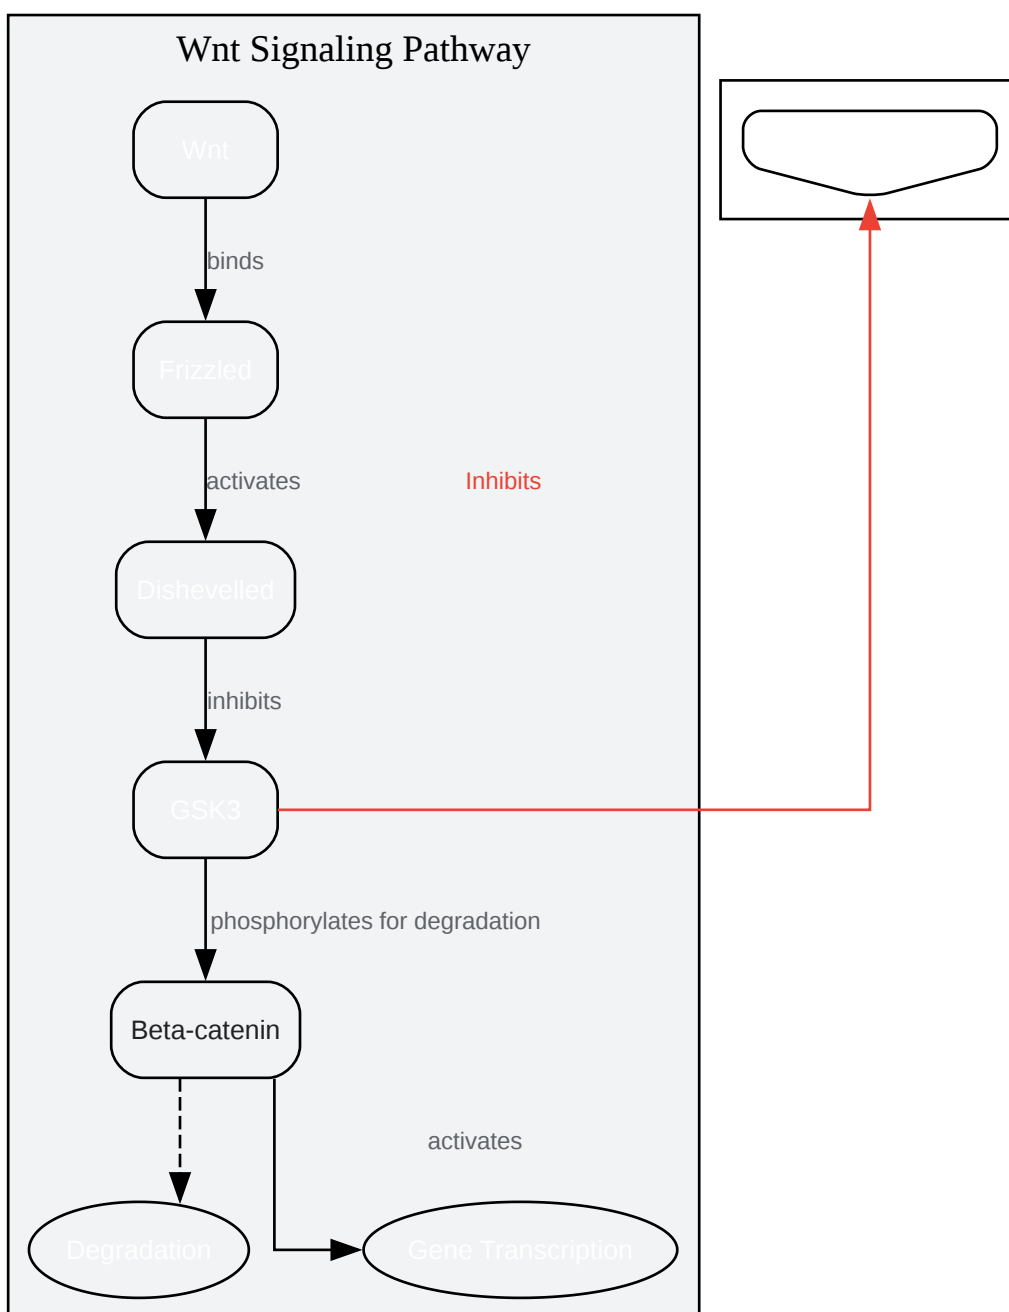 Wnt Signaling Pathway
Wnt
binds
Frizzled
activates
Inhibits
Dishevelled
inhibits
GSK3
phosphorylates for degradation
Beta-catenin
activates
Degradation
Gene Transcription